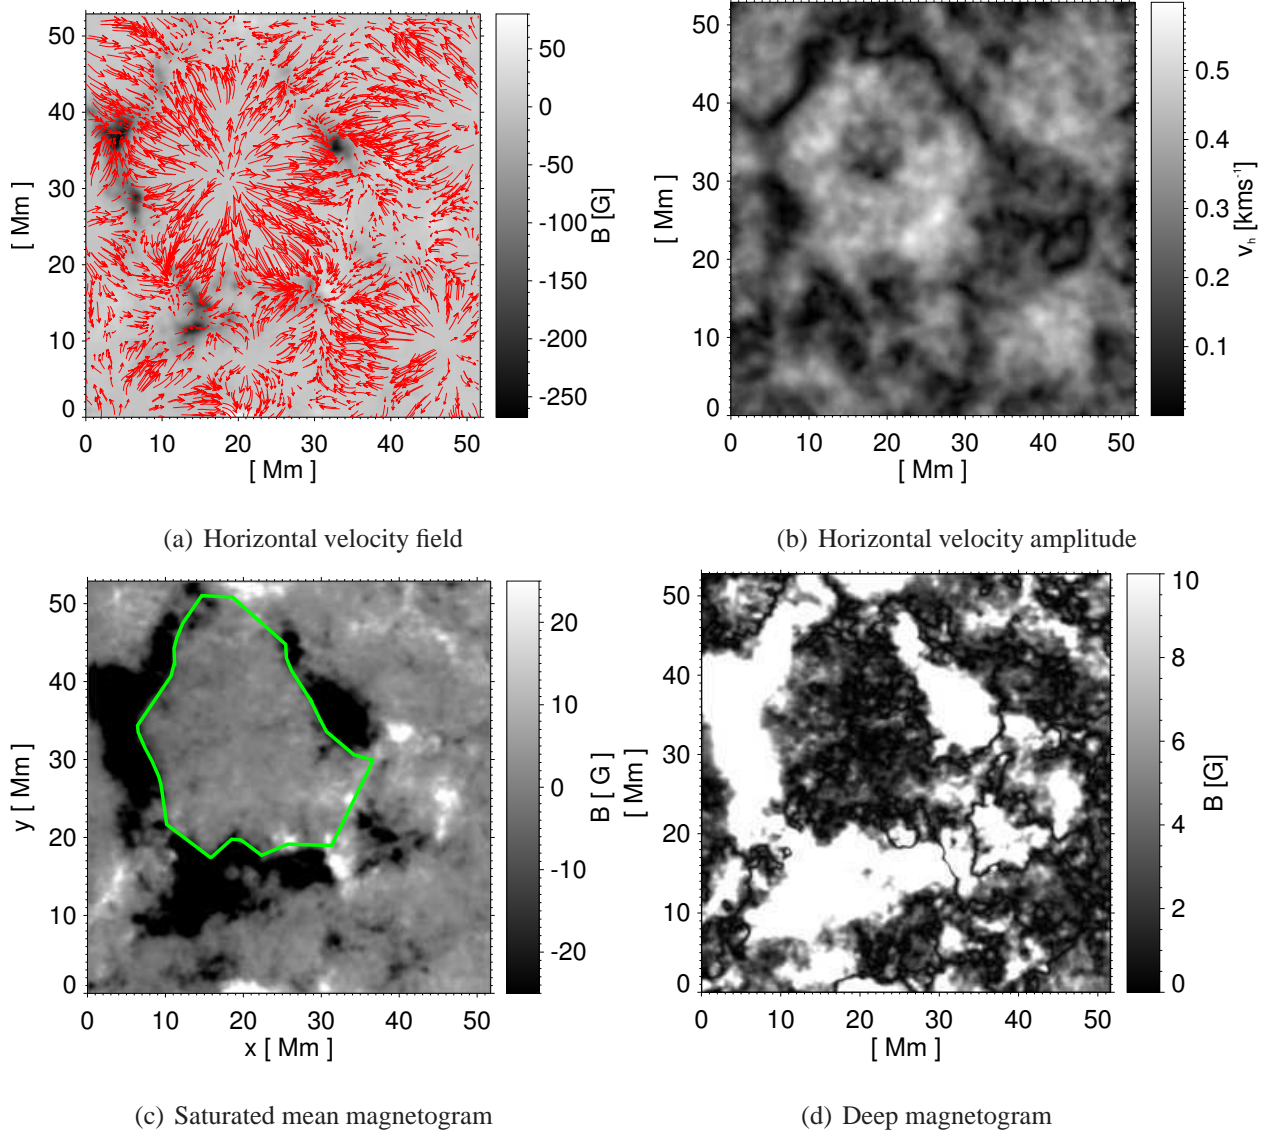 50
40
30
20
10
0
[ Mm ]
0 10 20 30 40 50
[ Mm ]
50
0
-50
-100
-150
-200
-250
B [G]
(a) Horizontal velocity field
50
40
30
20
10
0
[ Mm ]
0 10 20 30 40 50
[ Mm ]
0.5
0.4
0.3
0.2
0.1
v_h [kms⁻¹]
(b) Horizontal velocity amplitude
50
40
30
20
10
0
y [ Mm ]
0 10 20 30 40 50
x [ Mm ]
20
10
0
-10
-20
B [ G ]
(c) Saturated mean magnetogram
50
40
30
20
10
0
[ Mm ]
0 10 20 30 40 50
[ Mm ]
10
8
6
4
2
0
B [G]
(d) Deep magnetogram